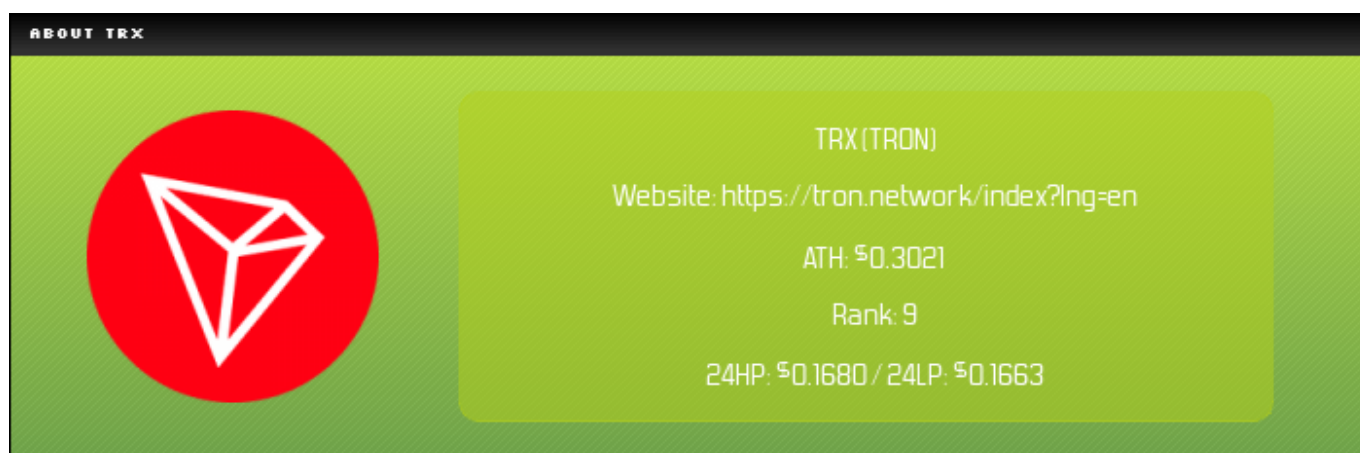 ABOUT TRX
TRX (TRON)
Website: https://tron.network/index?lng=en
ATH: $0.3021
Rank: 9
24HP: $0.1680 / 24LP: $0.1663